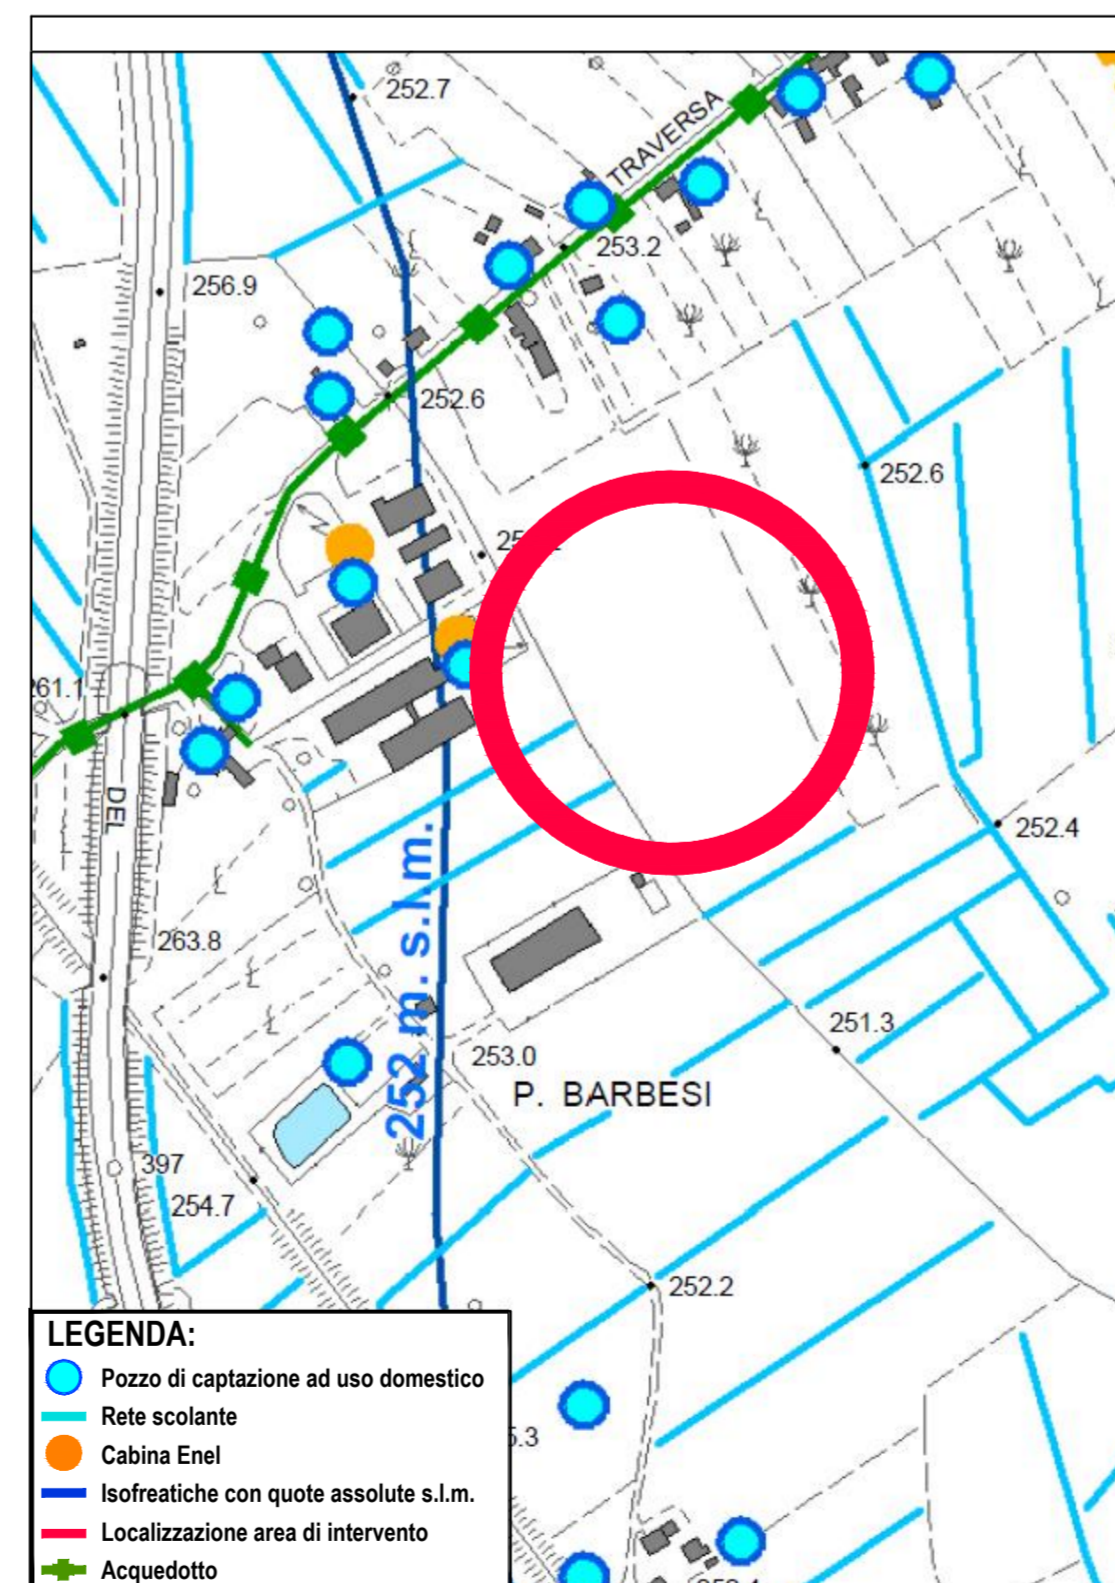 252.7
TRAVERSA
253.2
256.9
252.6
252.6
DEL
252.4
263.8
252 m. s.l.m.
251.3
253.0
P. BARBESI
397
254.7
252.2
LEGENDA:
Pozzo di captazione ad uso domestico
Rete scolante
Cabina Enel
Isofreatiche con quote assolute s.l.m.
Localizzazione area di intervento
Acquedotto